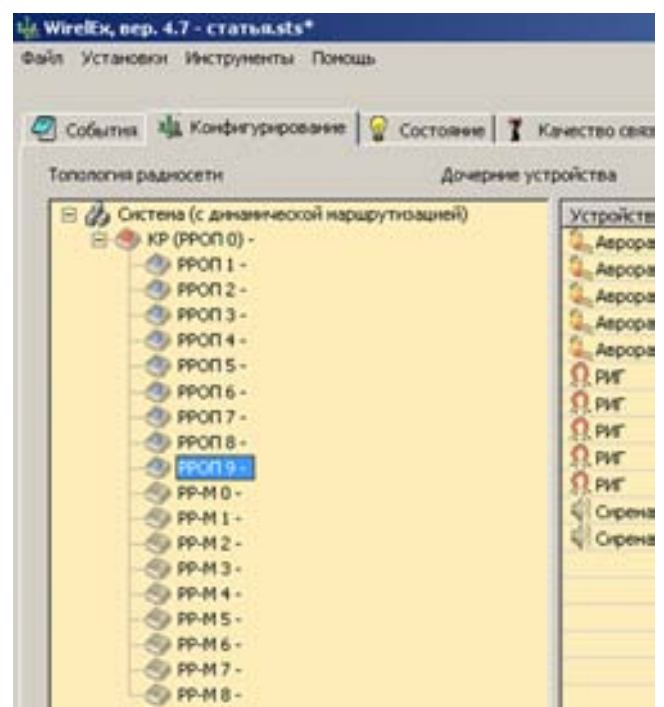 WirelEx, вер. 4.7 - статья.sts*
Файл Установки Инструменты Помощь
События Конфигурирование Состояние Качество связ
Топология радиосети Дочерние устройства
Система (с динамической маршрутизацией)
КР (РРОП 0) -
РРОП 1 -
РРОП 2 -
РРОП 3 -
РРОП 4 -
РРОП 5 -
РРОП 6 -
РРОП 7 -
РРОП 8 -
РРОП 9 -
РР-М 0 -
РР-М 1 -
РР-М 2 -
РР-М 3 -
РР-М 4 -
РР-М 5 -
РР-М 6 -
РР-М 7 -
РР-М 8 -
Устройств
Аврора
Аврора
Аврора
Аврора
Аврора
РИГ
РИГ
РИГ
РИГ
РИГ
Сирена
Сирена